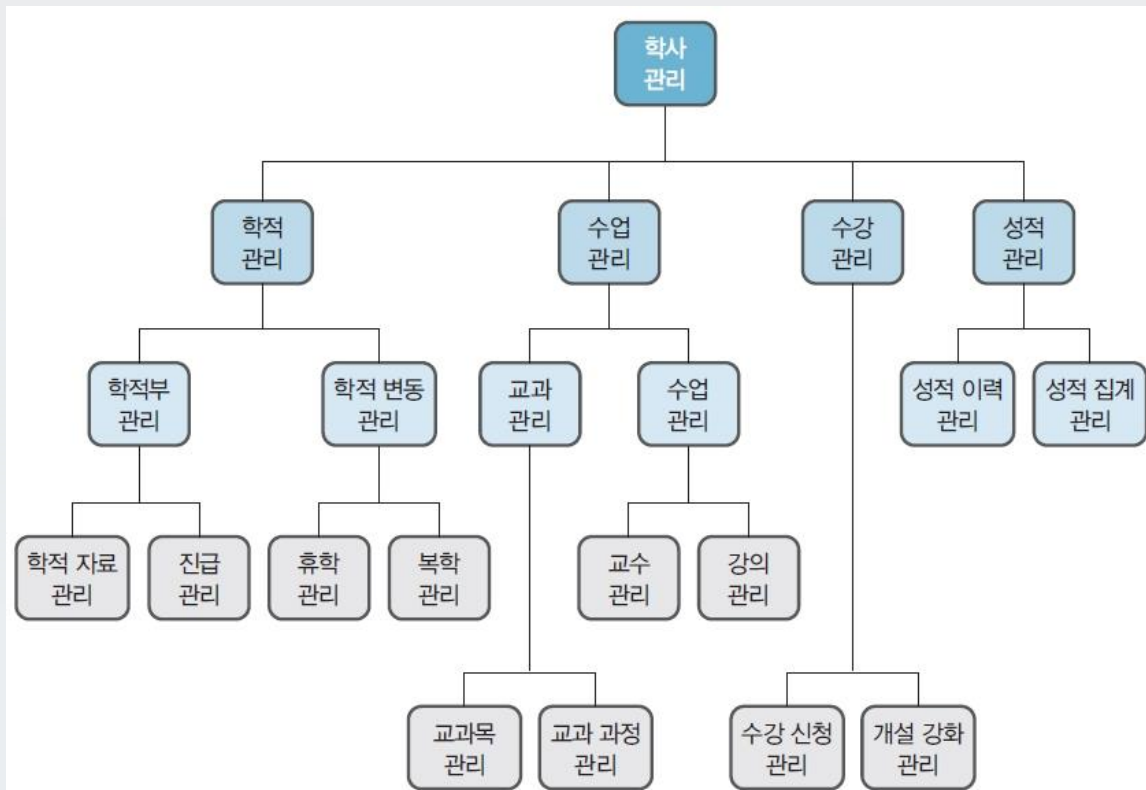 학사
관리
학적
관리
수업
관리
수강
관리
성적
관리
학적부
관리
학적 변동
관리
교과
관리
수업
관리
성적 이력
관리
성적 집계
관리
학적 자료
관리
진급
관리
휴학
관리
복학
관리
교수
관리
강의
관리
교과목
관리
교과 과정
관리
수강 신청
관리
개설 강화
관리